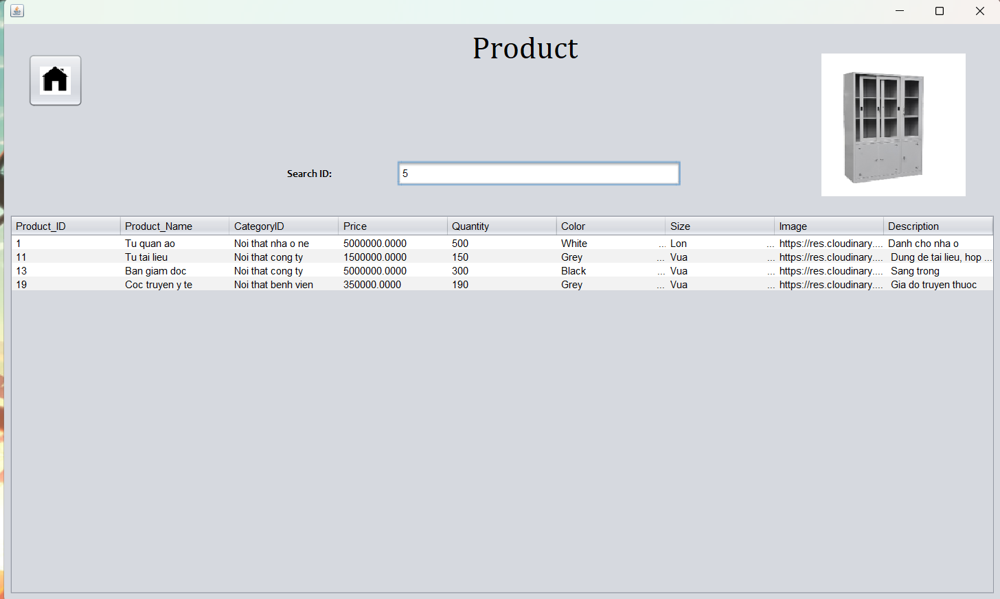 Product
Search ID: 5
Product_ID Product_Name CategoryID Price Quantity Color Size Image Description
1 Tu quan ao Noi that nha o ne 5000000.0000 500 White ... Lon ... https://res.cloudinary.... Danh cho nha o
11 Tu tai lieu Noi that cong ty 1500000.0000 150 Grey ... Vua ... https://res.cloudinary.... Dung de tai lieu, hop ...
13 Ban giam doc Noi that cong ty 5000000.0000 300 Black ... Vua ... https://res.cloudinary.... Sang trong
19 Coc truyen y te Noi that benh vien 350000.0000 190 Grey ... Vua ... https://res.cloudinary.... Gia do truyen thuoc